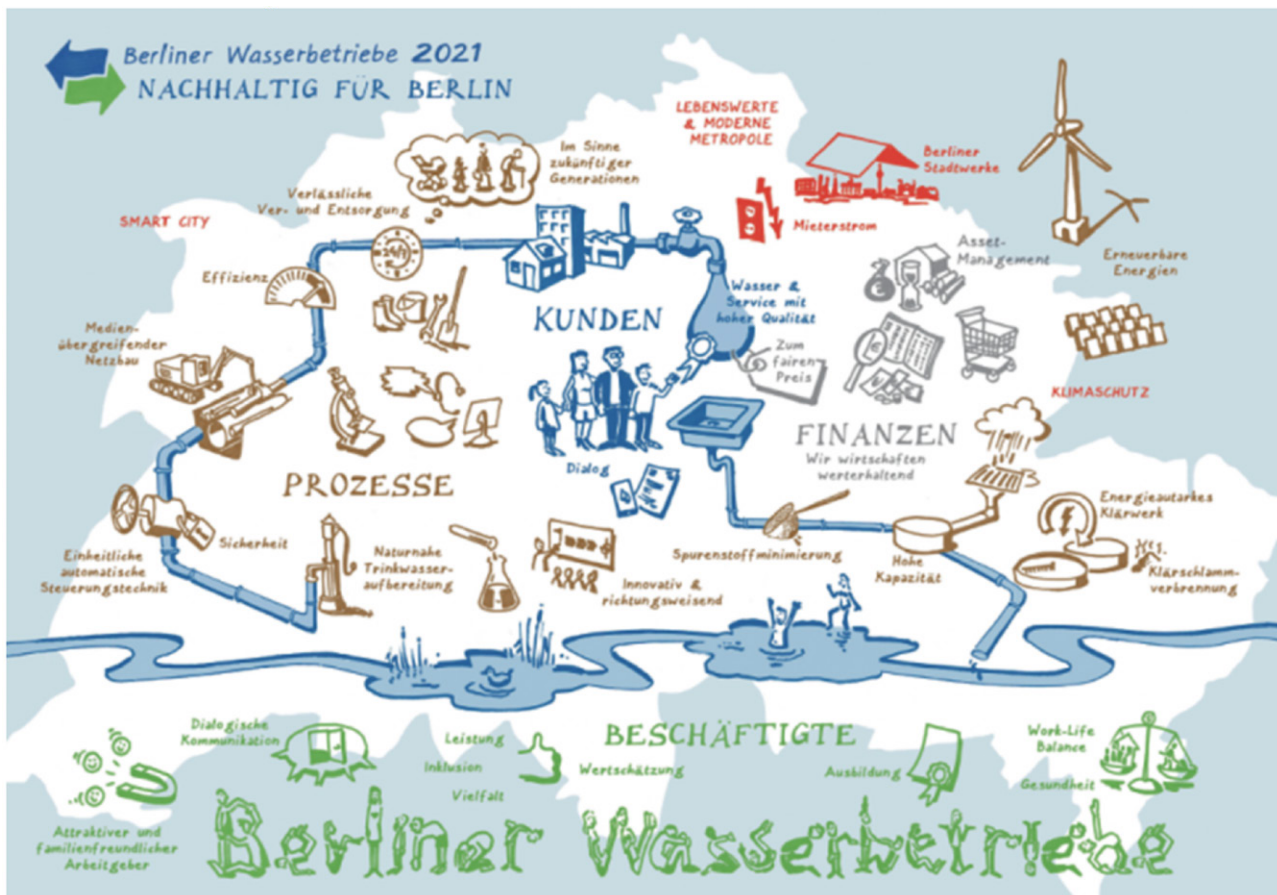 Berliner Wasserbetriebe 2021
NACHHALTIG FÜR BERLIN
LEBENSWERTE
& MODERNE
METROPOLE
Berliner
Stadtwerke
Mieterstrom
Im Sinne
zukünftiger
Generationen
Verlässliche
Ver- und Entsorgung
24/7
SMART CITY
Effizienz
Medien-
übergreifender
Netzbau
KUNDEN
Wasser &
Service mit
hoher Qualität
Zum
fairen
Preis
Asset-
Management
Erneuerbare
Energien
KLIMASCHUTZ
FINANZEN
Wir wirtschaften
werterhaltend
Dialog
PROZESSE
Sicherheit
Einheitliche
automatische
Steuerungstechnik
Naturnahe
Trinkwasser-
aufbereitung
Innovativ &
richtungsweisend
Spurenstoffminimierung
Hohe
Kapazität
Energieautarkes
Klärwerk
Klärschlamm-
verbrennung
BESCHÄFTIGTE
Dialogische
Kommunikation
Leistung
Inklusion
Vielfalt
Wertschätzung
Ausbildung
Work-Life
Balance
Gesundheit
Attraktiver und
familienfreundlicher
Arbeitgeber
Berliner Wasserbetriebe